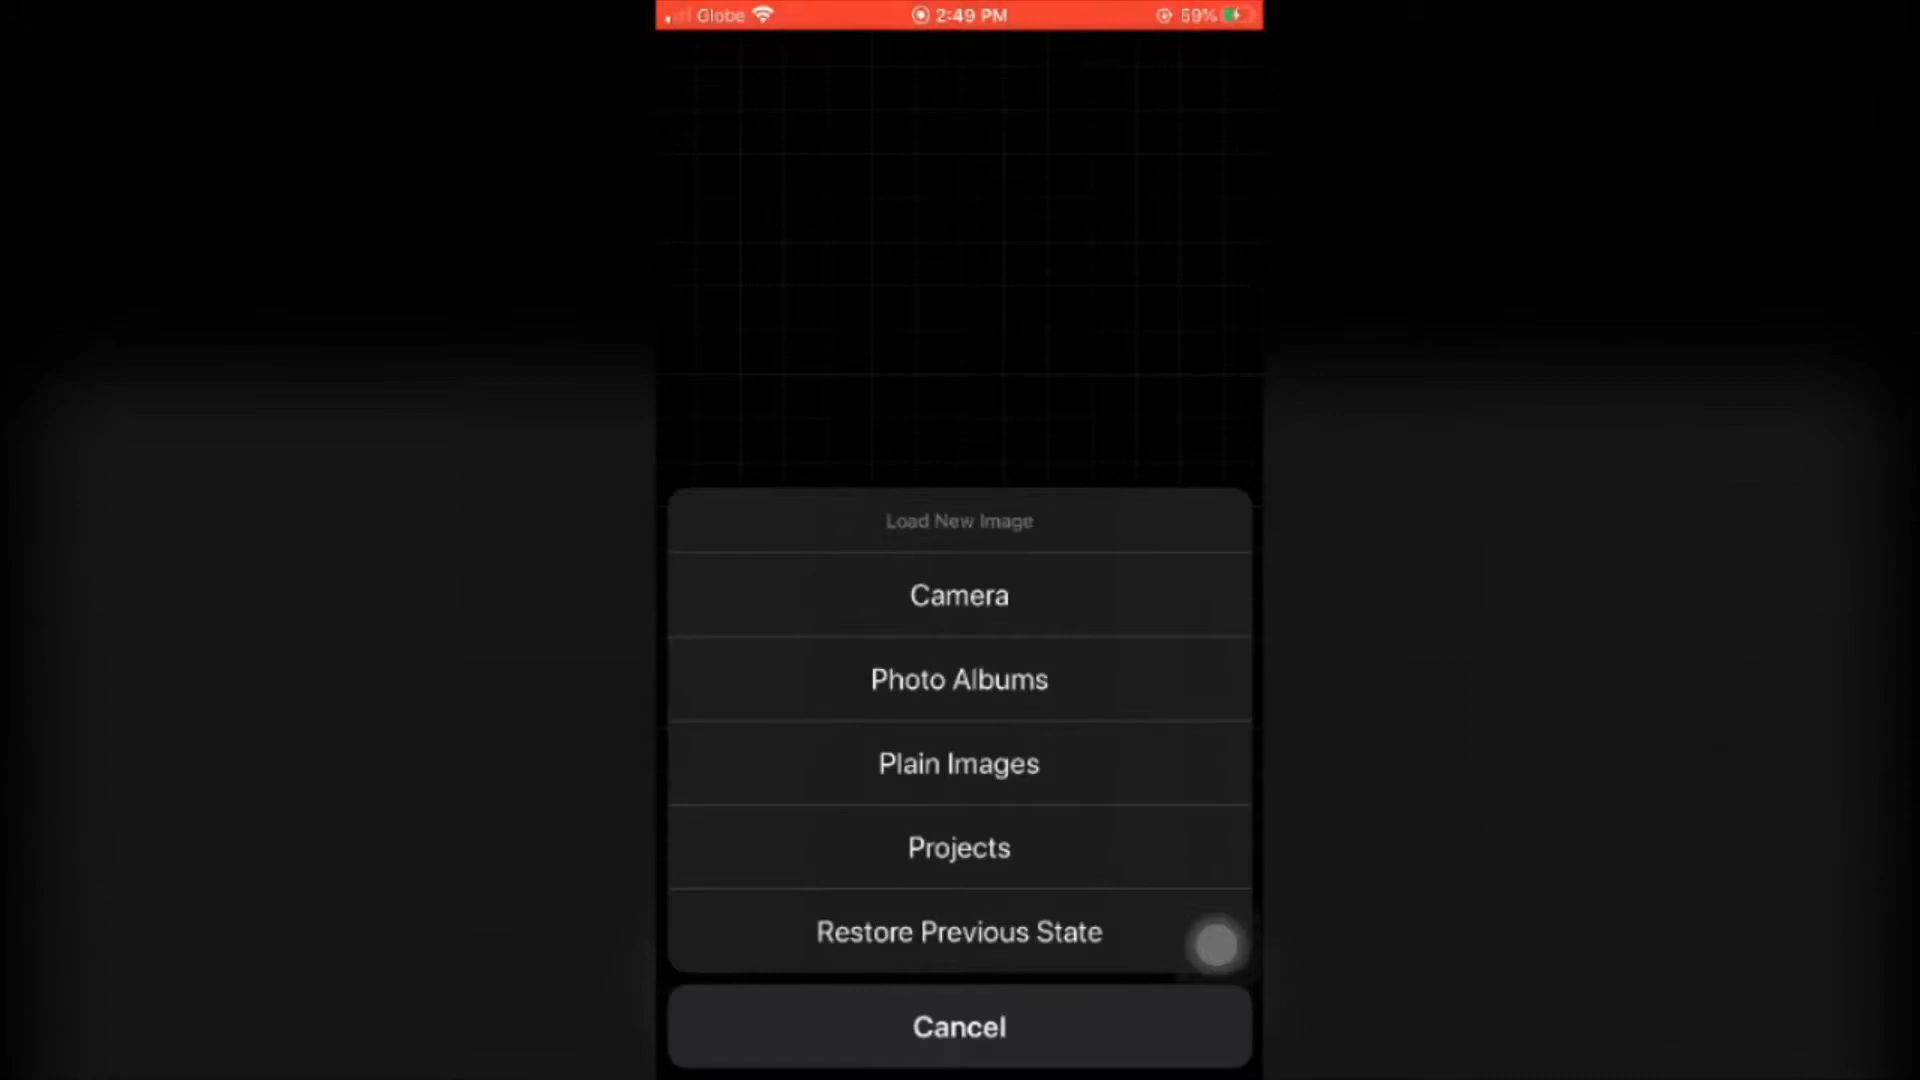 Globe 2:49 PM 59%
Load New Image
Camera
Photo Albums
Plain Images
Projects
Restore Previous State
Cancel